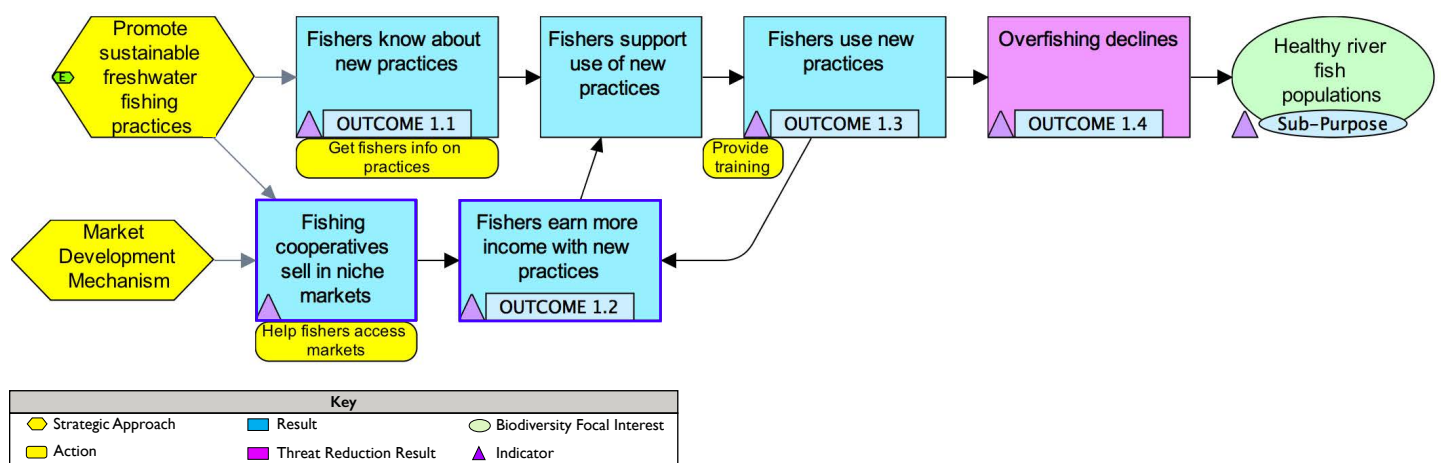 Promote
sustainable
freshwater
fishing
practices
E
Fishers know about
new practices
OUTCOME 1.1
Get fishers info on
practices
Fishers support
use of new
practices
Fishers use new
practices
OUTCOME 1.3
Provide
training
Overfishing declines
OUTCOME 1.4
Healthy river
fish
populations
Sub-Purpose
Market
Development
Mechanism
Fishing
cooperatives
sell in niche
markets
Help fishers access
markets
Fishers earn more
income with new
practices
OUTCOME 1.2
Key
Strategic Approach
Result
Biodiversity Focal Interest
Action
Threat Reduction Result
Indicator